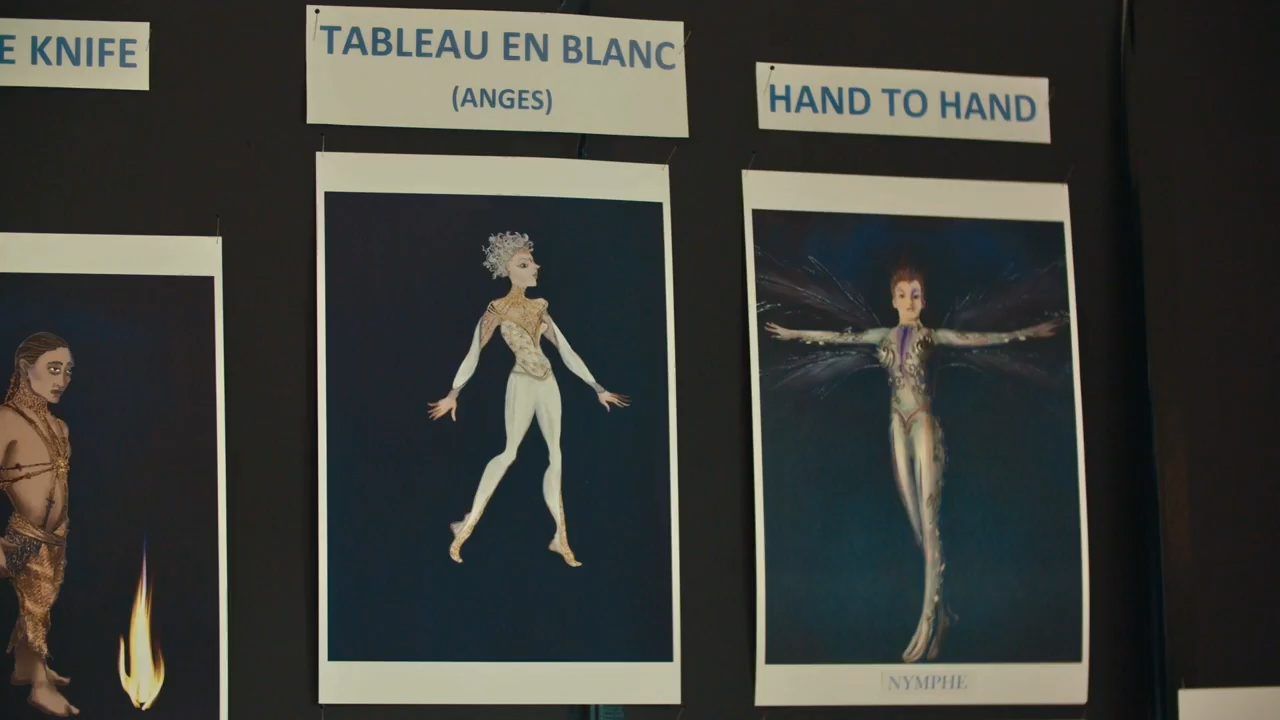 E KNIFE
TABLEAU EN BLANC
(ANGES)
HAND TO HAND
NYMPHE